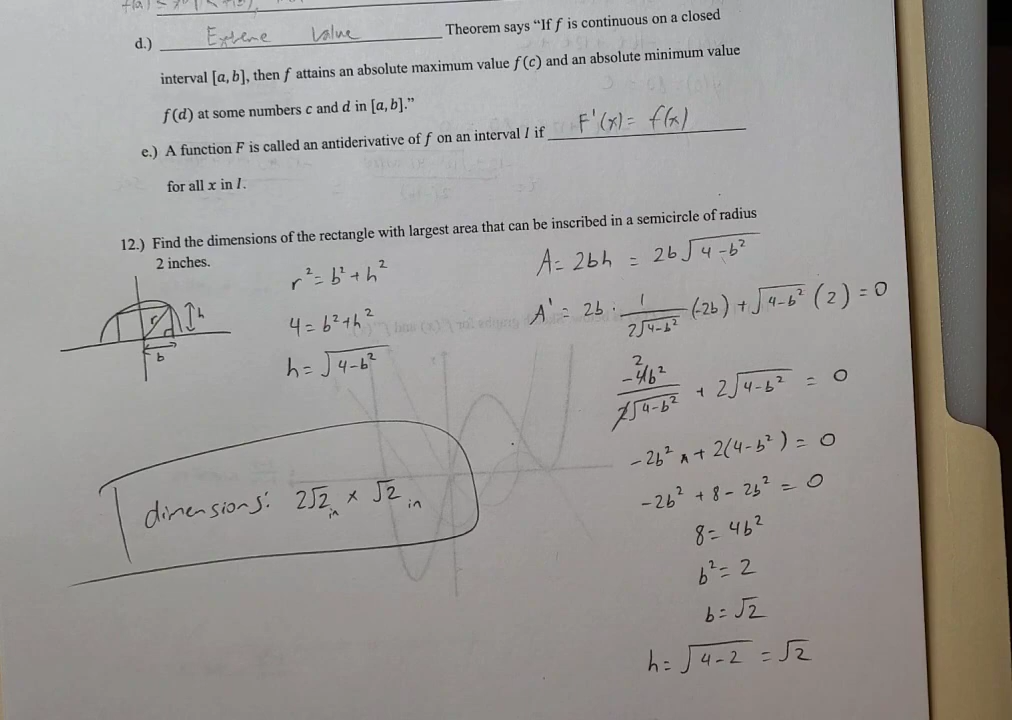 d.) Extreme Value Theorem says “If f is continuous on a closed
interval [a, b], then f attains an absolute maximum value f(c) and an absolute minimum value
f(d) at some numbers c and d in [a, b].”
e.) A function F is called an antiderivative of f on an interval I if F'(x) = f(x)
for all x in I.
12.) Find the dimensions of the rectangle with largest area that can be inscribed in a semicircle of radius
2 inches.
r h
b
r² = b² + h²
4 = b² + h²
h = √(4-b²)
A = 2bh = 2b√(4-b²)
A' = 2b · 1/(2√(4-b²)) (-2b) + √(4-b²) (2) = 0
2
-4b²/(2√(4-b²)) + 2√(4-b²) = 0
-2b² + 2(4-b²) = 0
-2b² + 8 - 2b² = 0
8 = 4b²
b² = 2
b = √2
h = √(4-2) = √2
dimensions: 2√2 in × √2 in